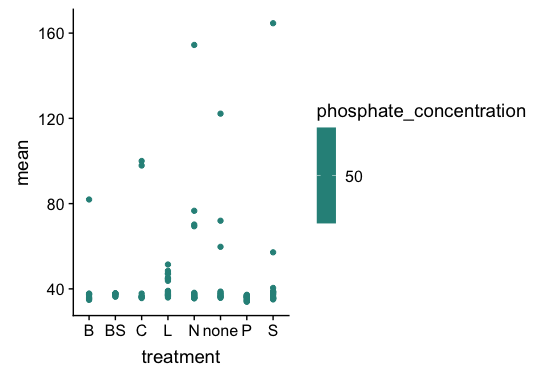 160
120
80
40
mean
B BS C L N none P S
treatment
phosphate_concentration
50